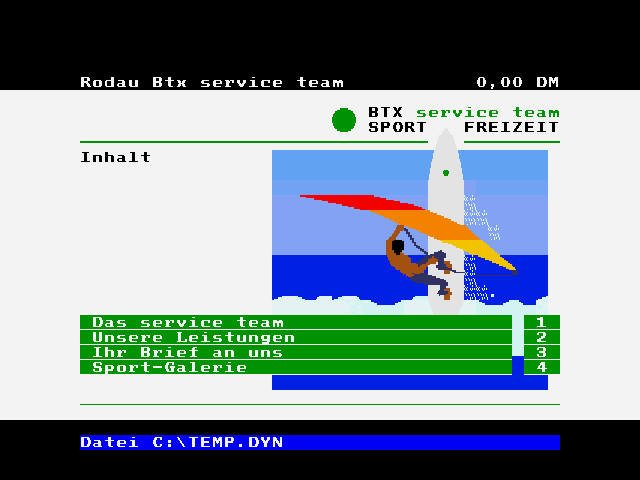 Rodau Btx service team 0,00 DM
BTX service team
SPORT FREIZEIT
Inhalt
Das service team 1
Unsere Leistungen 2
Ihr Brief an uns 3
Sport-Galerie 4
Datei C:\TEMP.DYN